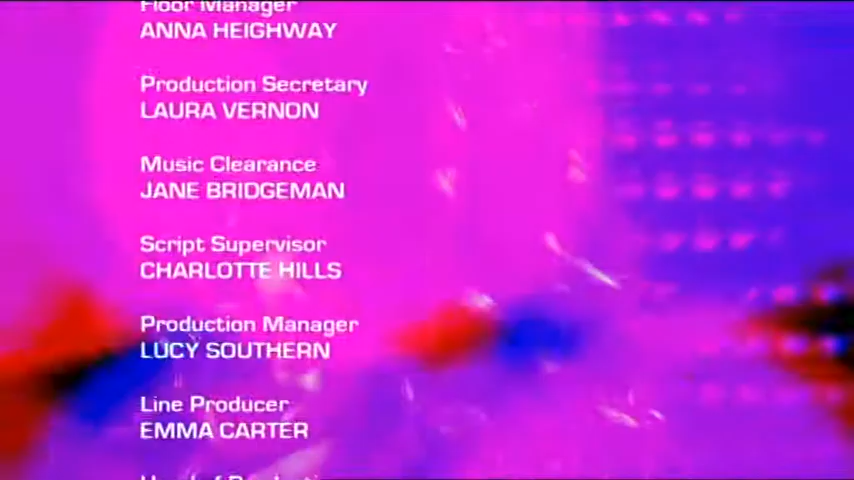 Floor Manager
ANNA HEIGHWAY
Production Secretary
LAURA VERNON
Music Clearance
JANE BRIDGEMAN
Script Supervisor
CHARLOTTE HILLS
Production Manager
LUCY SOUTHERN
Line Producer
EMMA CARTER